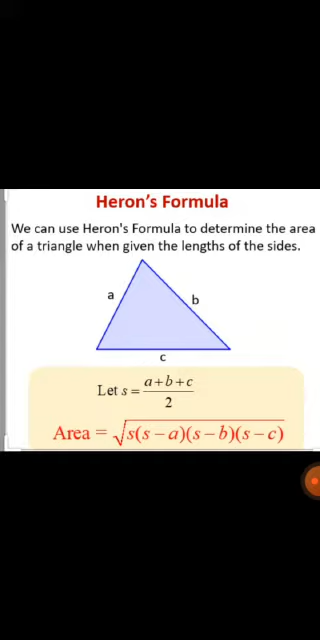 Heron's Formula
We can use Heron's Formula to determine the area
of a triangle when given the lengths of the sides.
a
b
c
Let s = a+b+c / 2
Area = √s(s−a)(s−b)(s−c)